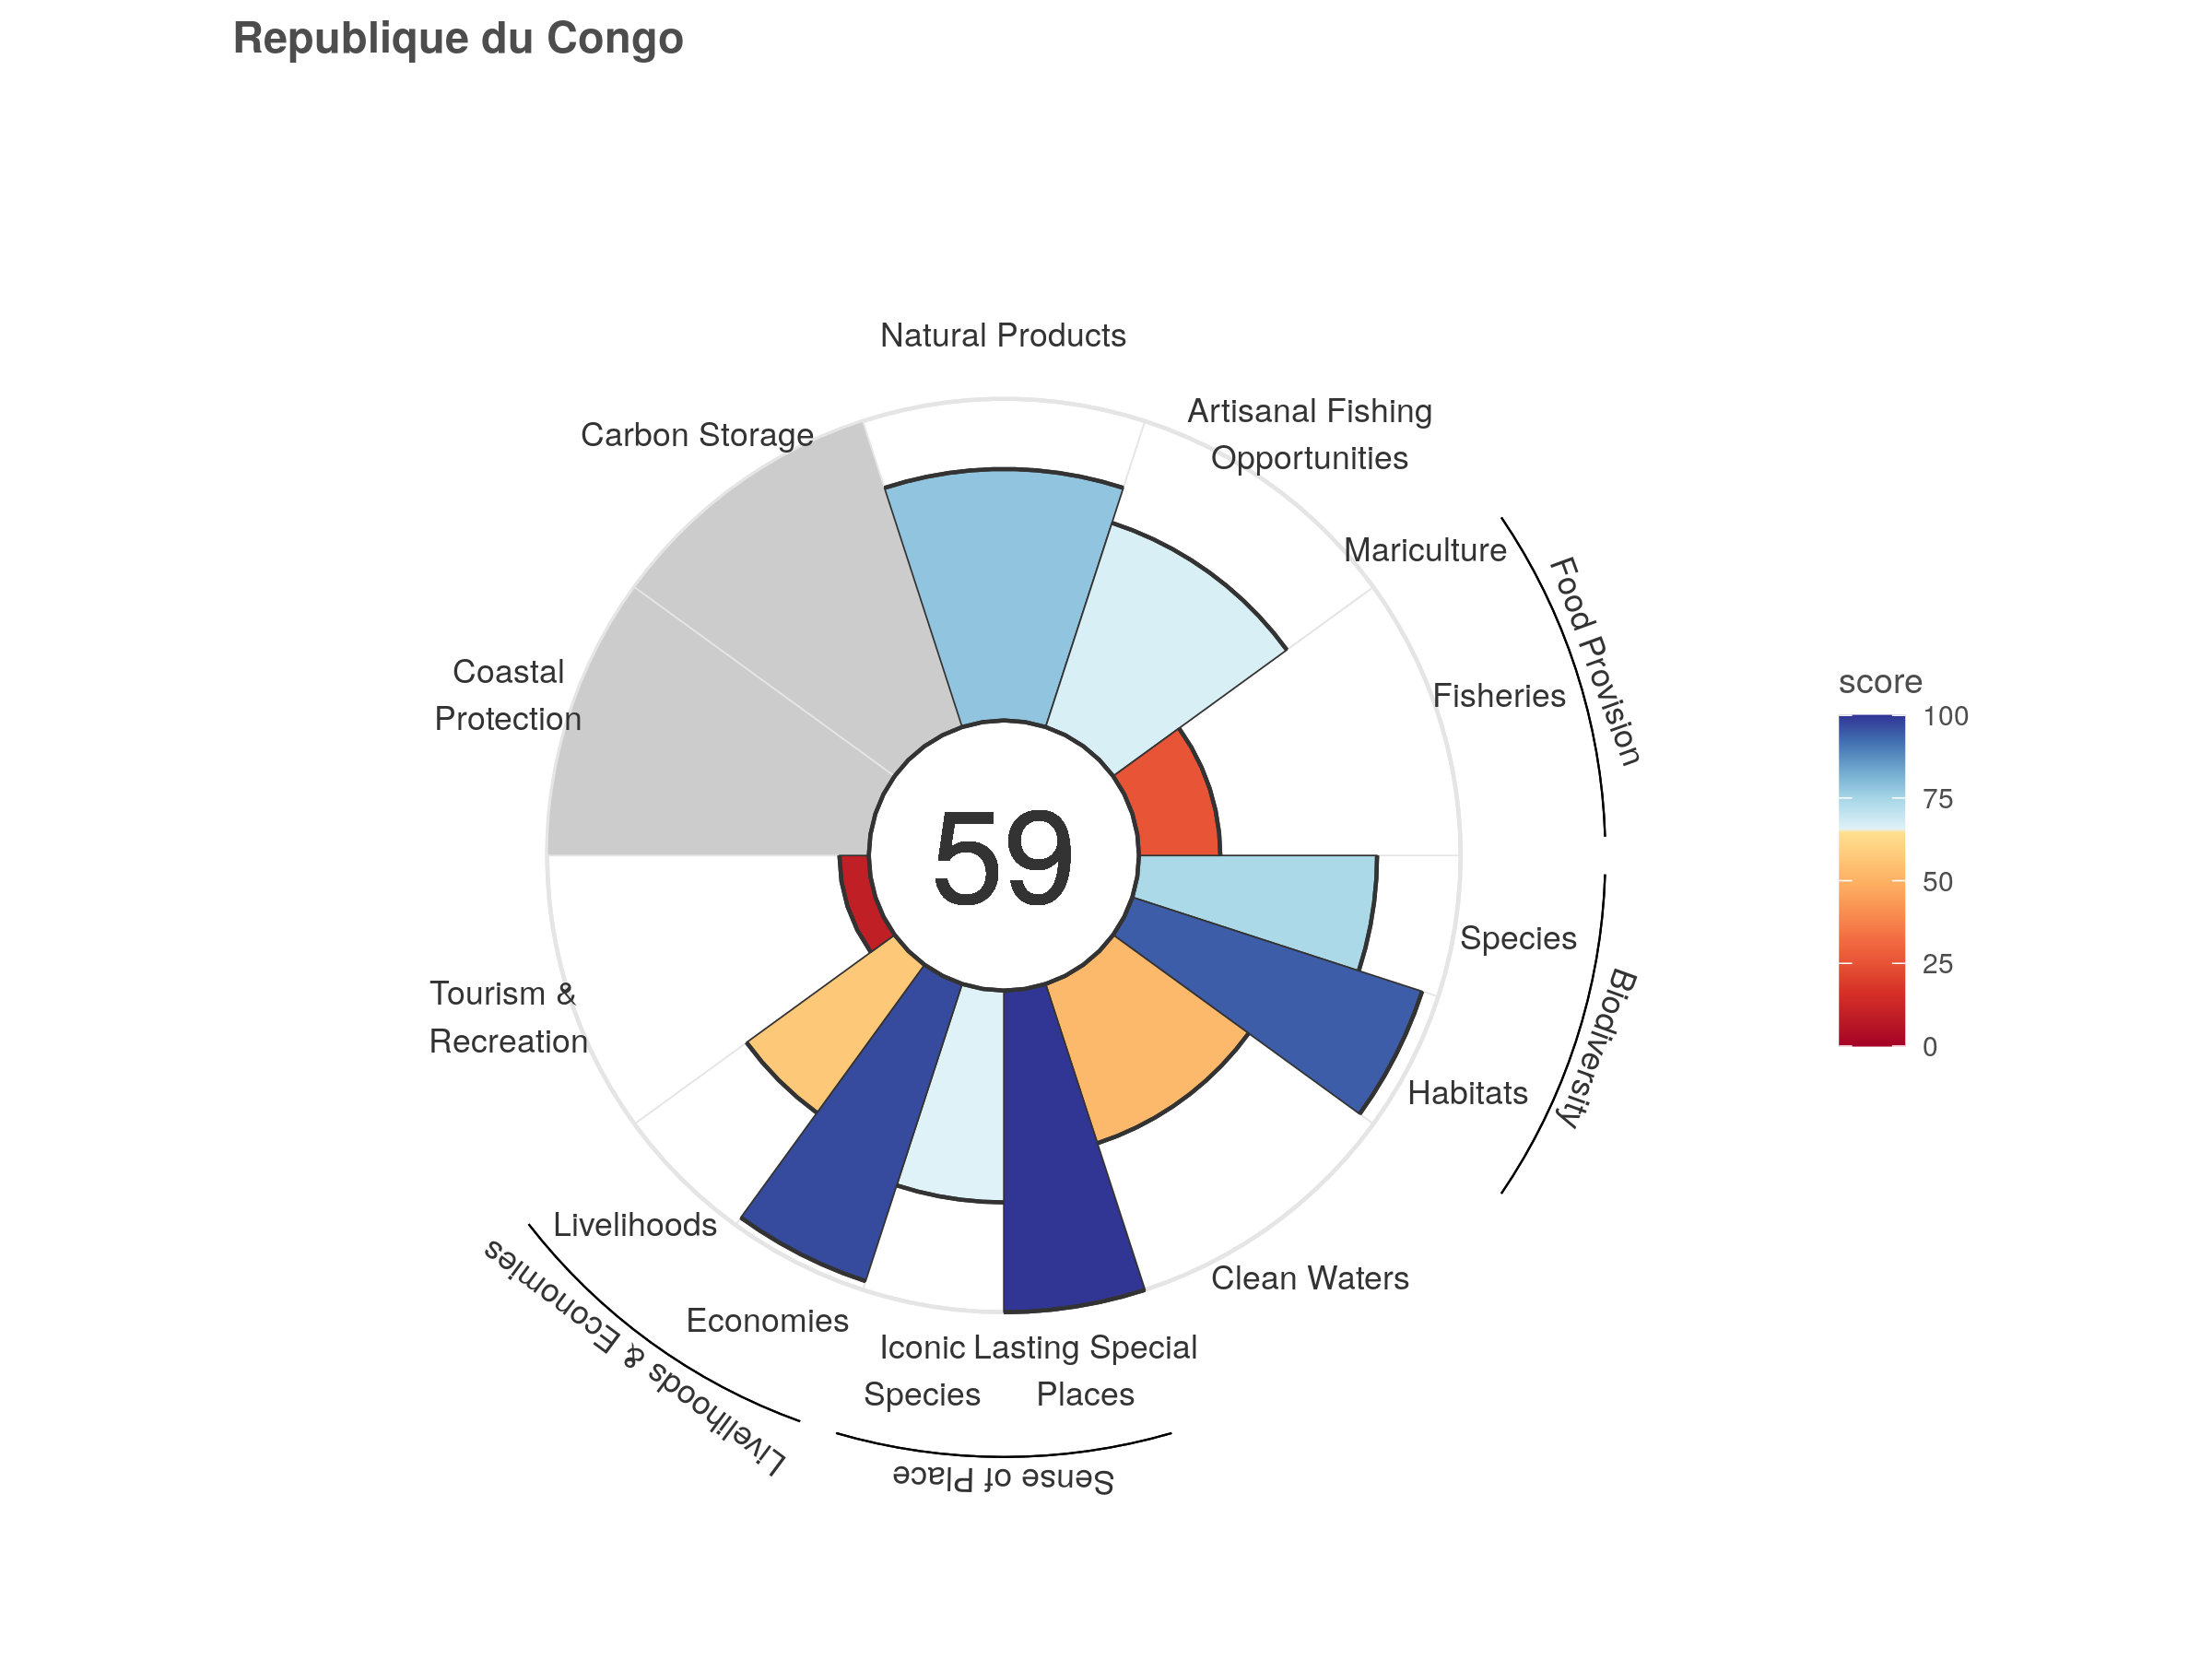 Republique du Congo
Natural Products
Artisanal Fishing
Opportunities
Carbon Storage
Mariculture
Food Provision
Fisheries
Coastal
Protection
59
score
100
75
50
25
0
Species
Biodiversity
Tourism &
Recreation
Habitats
Livelihoods
Clean Waters
Economies
Livelihoods & Economies
Iconic
Species
Lasting Special
Places
Sense of Place